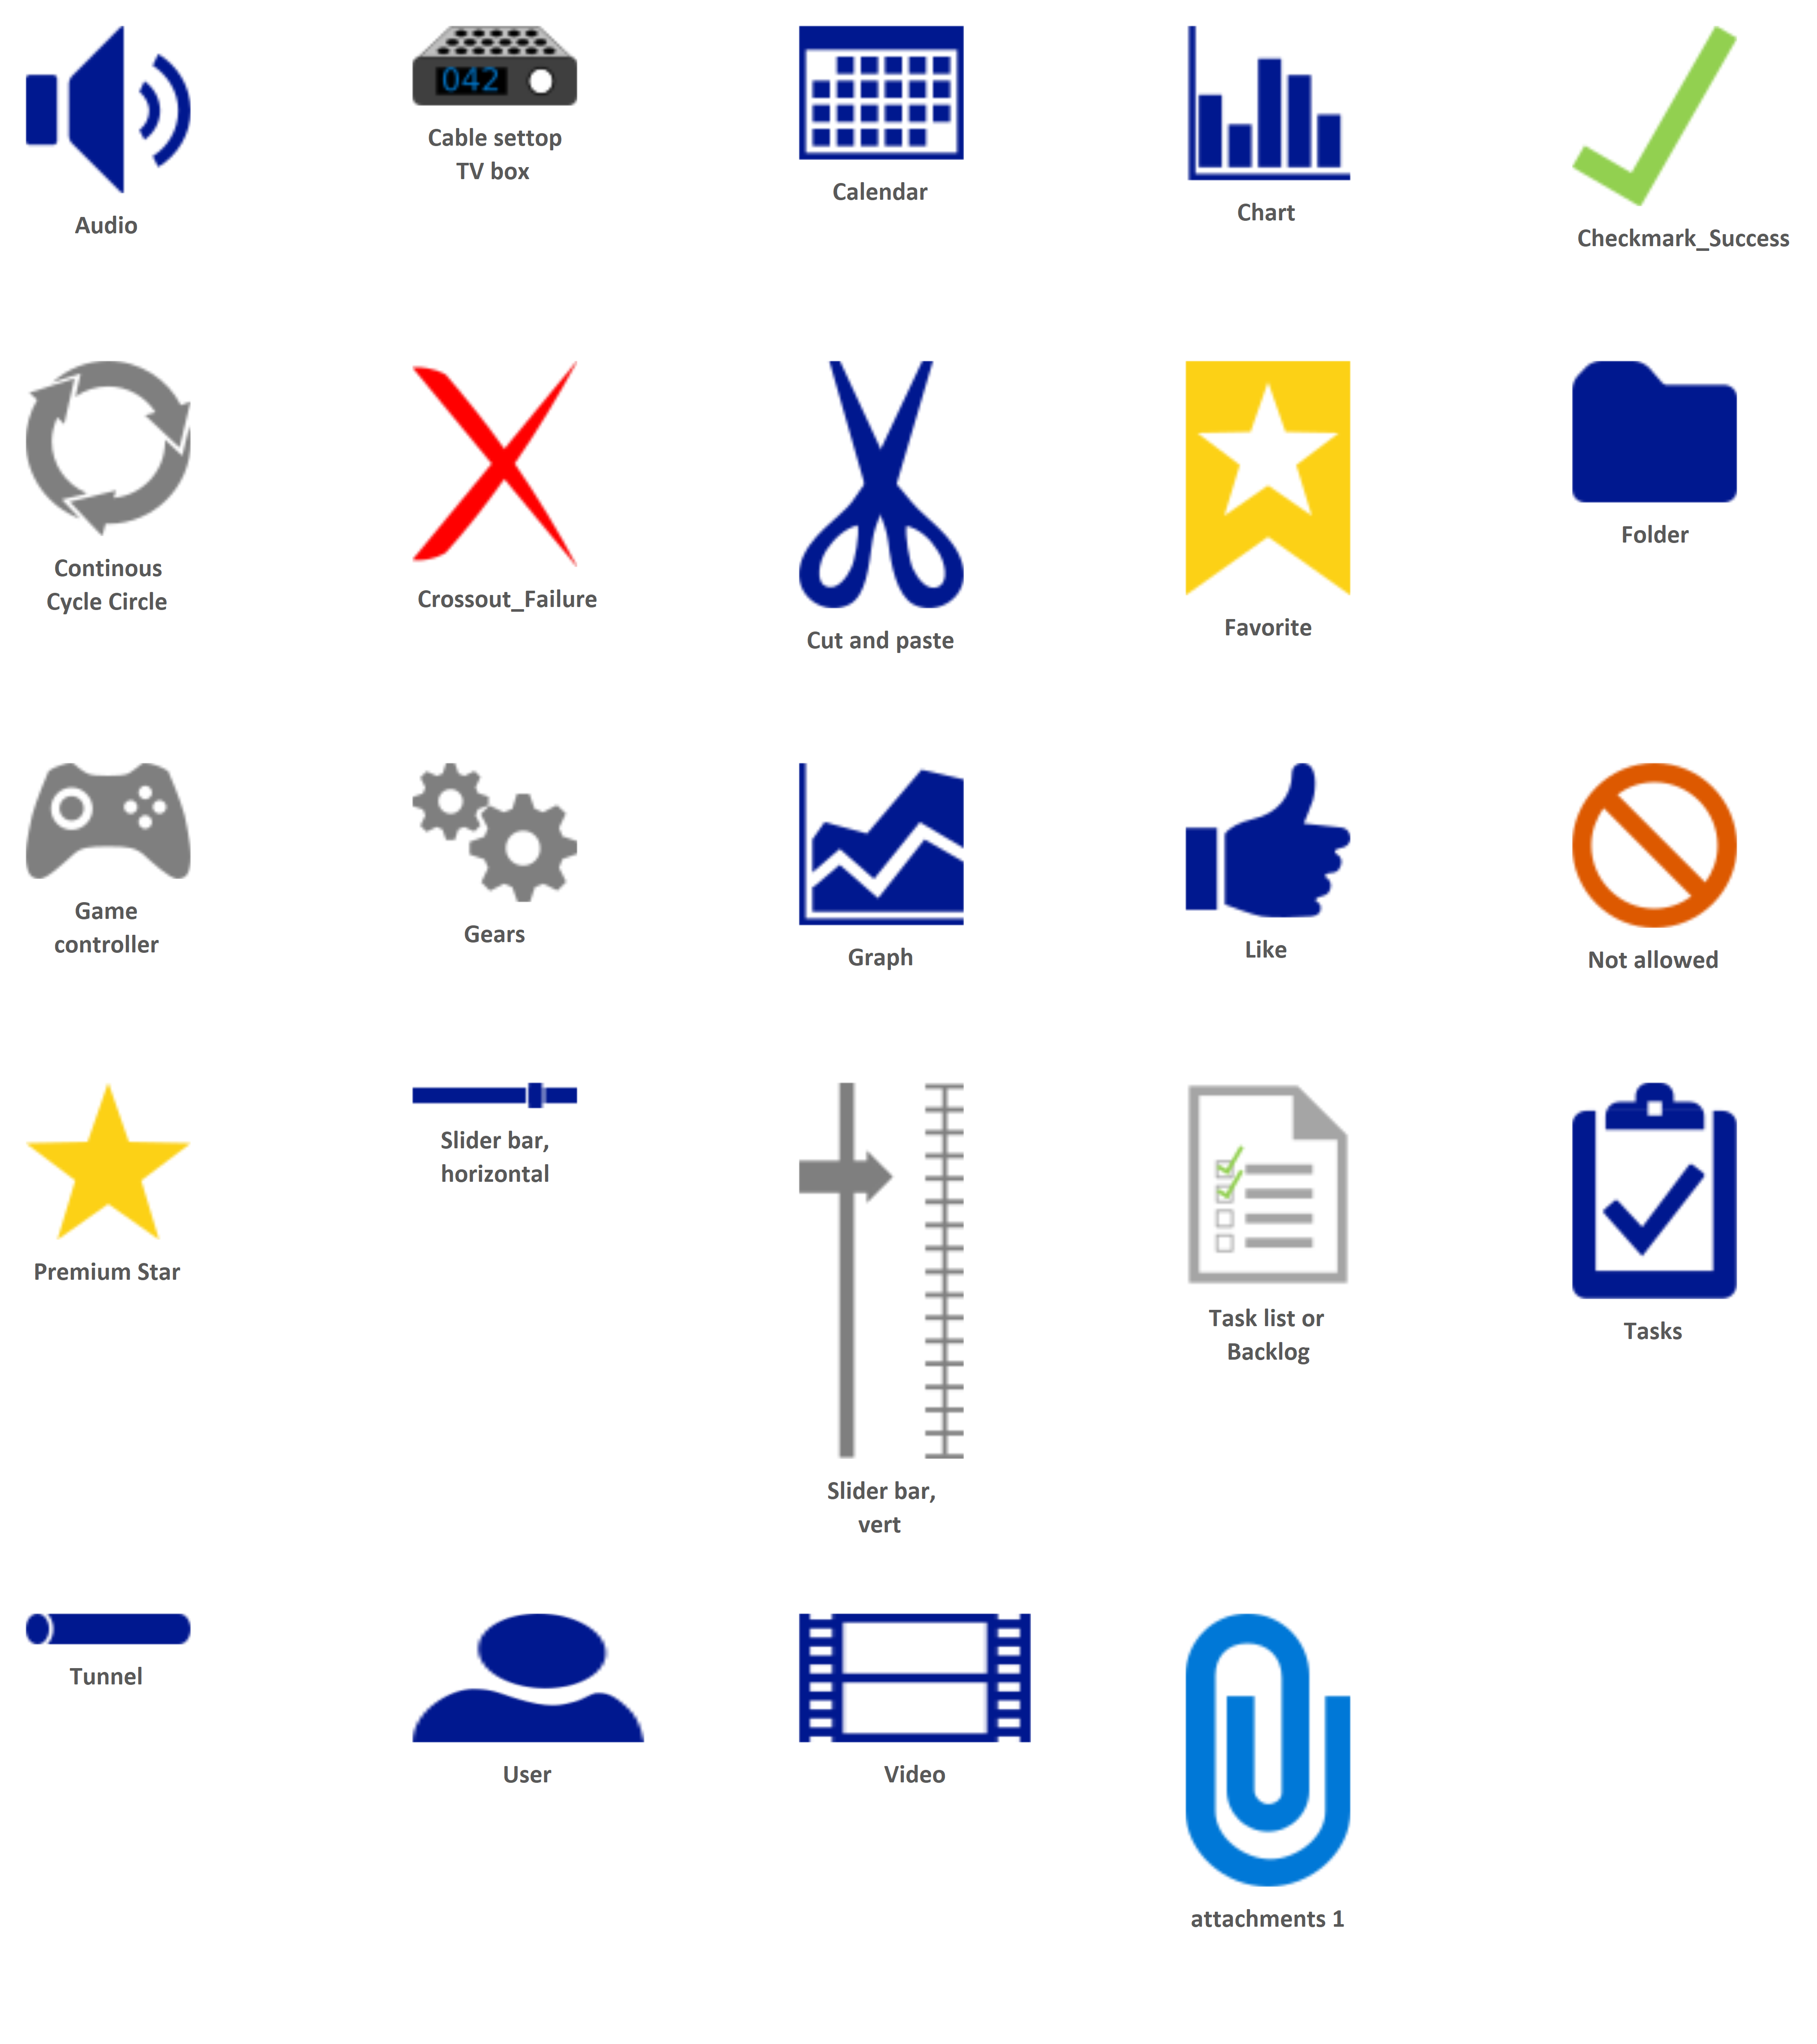 042
Cable settop
TV box
Calendar
Chart
Audio
Checkmark_Success
Continous
Cycle Circle
Crossout_Failure
Cut and paste
Favorite
Folder
Game
controller
Gears
Graph
Like
Not allowed
Premium Star
Slider bar,
horizontal
Slider bar,
vert
Task list or
Backlog
Tasks
Tunnel
User
Video
attachments 1